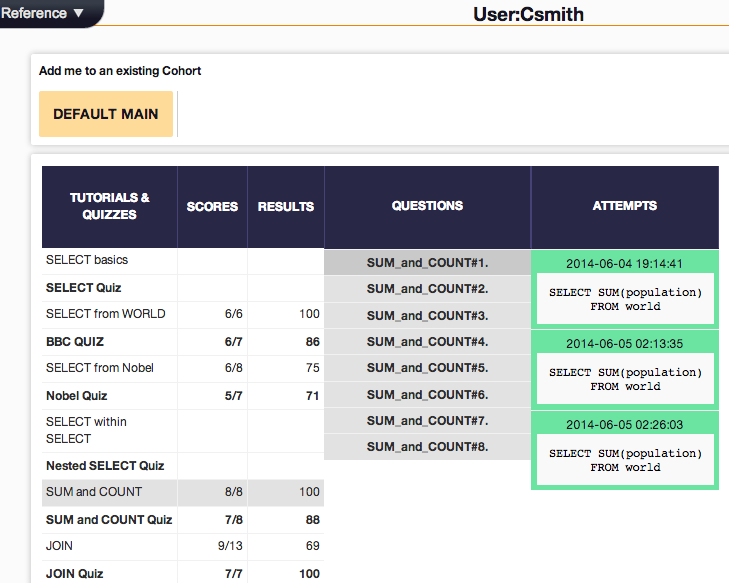 Reference ▼
User:Csmith
Add me to an existing Cohort
DEFAULT MAIN
TUTORIALS &
QUIZZES
SCORES
RESULTS
QUESTIONS
ATTEMPTS
SELECT basics
SELECT Quiz
SELECT from WORLD 6/6 100
BBC QUIZ 6/7 86
SELECT from Nobel 6/8 75
Nobel Quiz 5/7 71
SELECT within
SELECT
Nested SELECT Quiz
SUM and COUNT 8/8 100
SUM and COUNT Quiz 7/8 88
JOIN 9/13 69
JOIN Quiz 7/7 100
SUM_and_COUNT#1.
SUM_and_COUNT#2.
SUM_and_COUNT#3.
SUM_and_COUNT#4.
SUM_and_COUNT#5.
SUM_and_COUNT#6.
SUM_and_COUNT#7.
SUM_and_COUNT#8.
2014-06-04 19:14:41
SELECT SUM(population)
FROM world
2014-06-05 02:13:35
SELECT SUM(population)
FROM world
2014-06-05 02:26:03
SELECT SUM(population)
FROM world